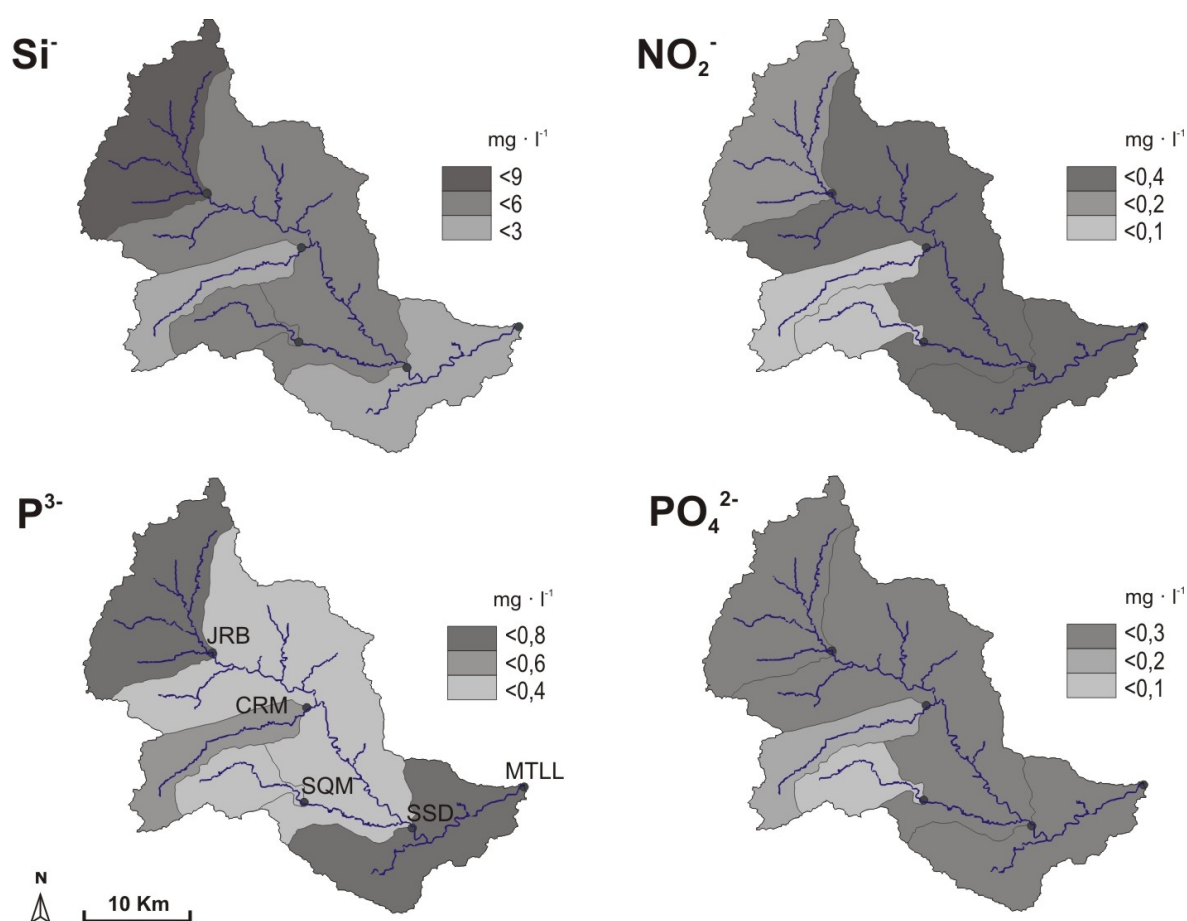 Si⁻
mg · l⁻¹
<9
<6
<3
NO₂⁻
mg · l⁻¹
<0,4
<0,2
<0,1
P³⁻
mg · l⁻¹
<0,8
<0,6
<0,4
JRB
CRM
SQM
SSD
MTLL
N
10 Km
PO₄²⁻
mg · l⁻¹
<0,3
<0,2
<0,1